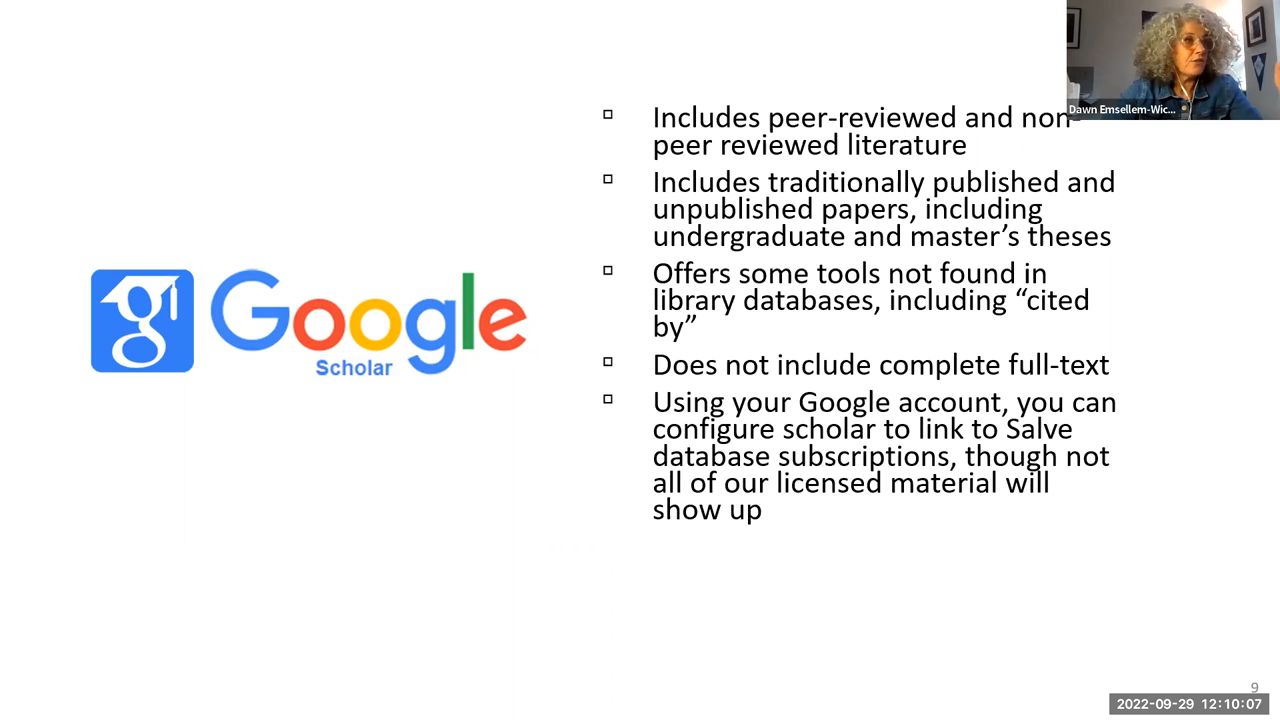 Dawn Emsellem-Wic...
Includes peer-reviewed and non-
peer reviewed literature
Includes traditionally published and
unpublished papers, including
undergraduate and master’s theses
Offers some tools not found in
library databases, including “cited
by”
Does not include complete full-text
Using your Google account, you can
configure scholar to link to Salve
database subscriptions, though not
all of our licensed material will
show up
g Google
Scholar
9
2022-09-29 12:10:07